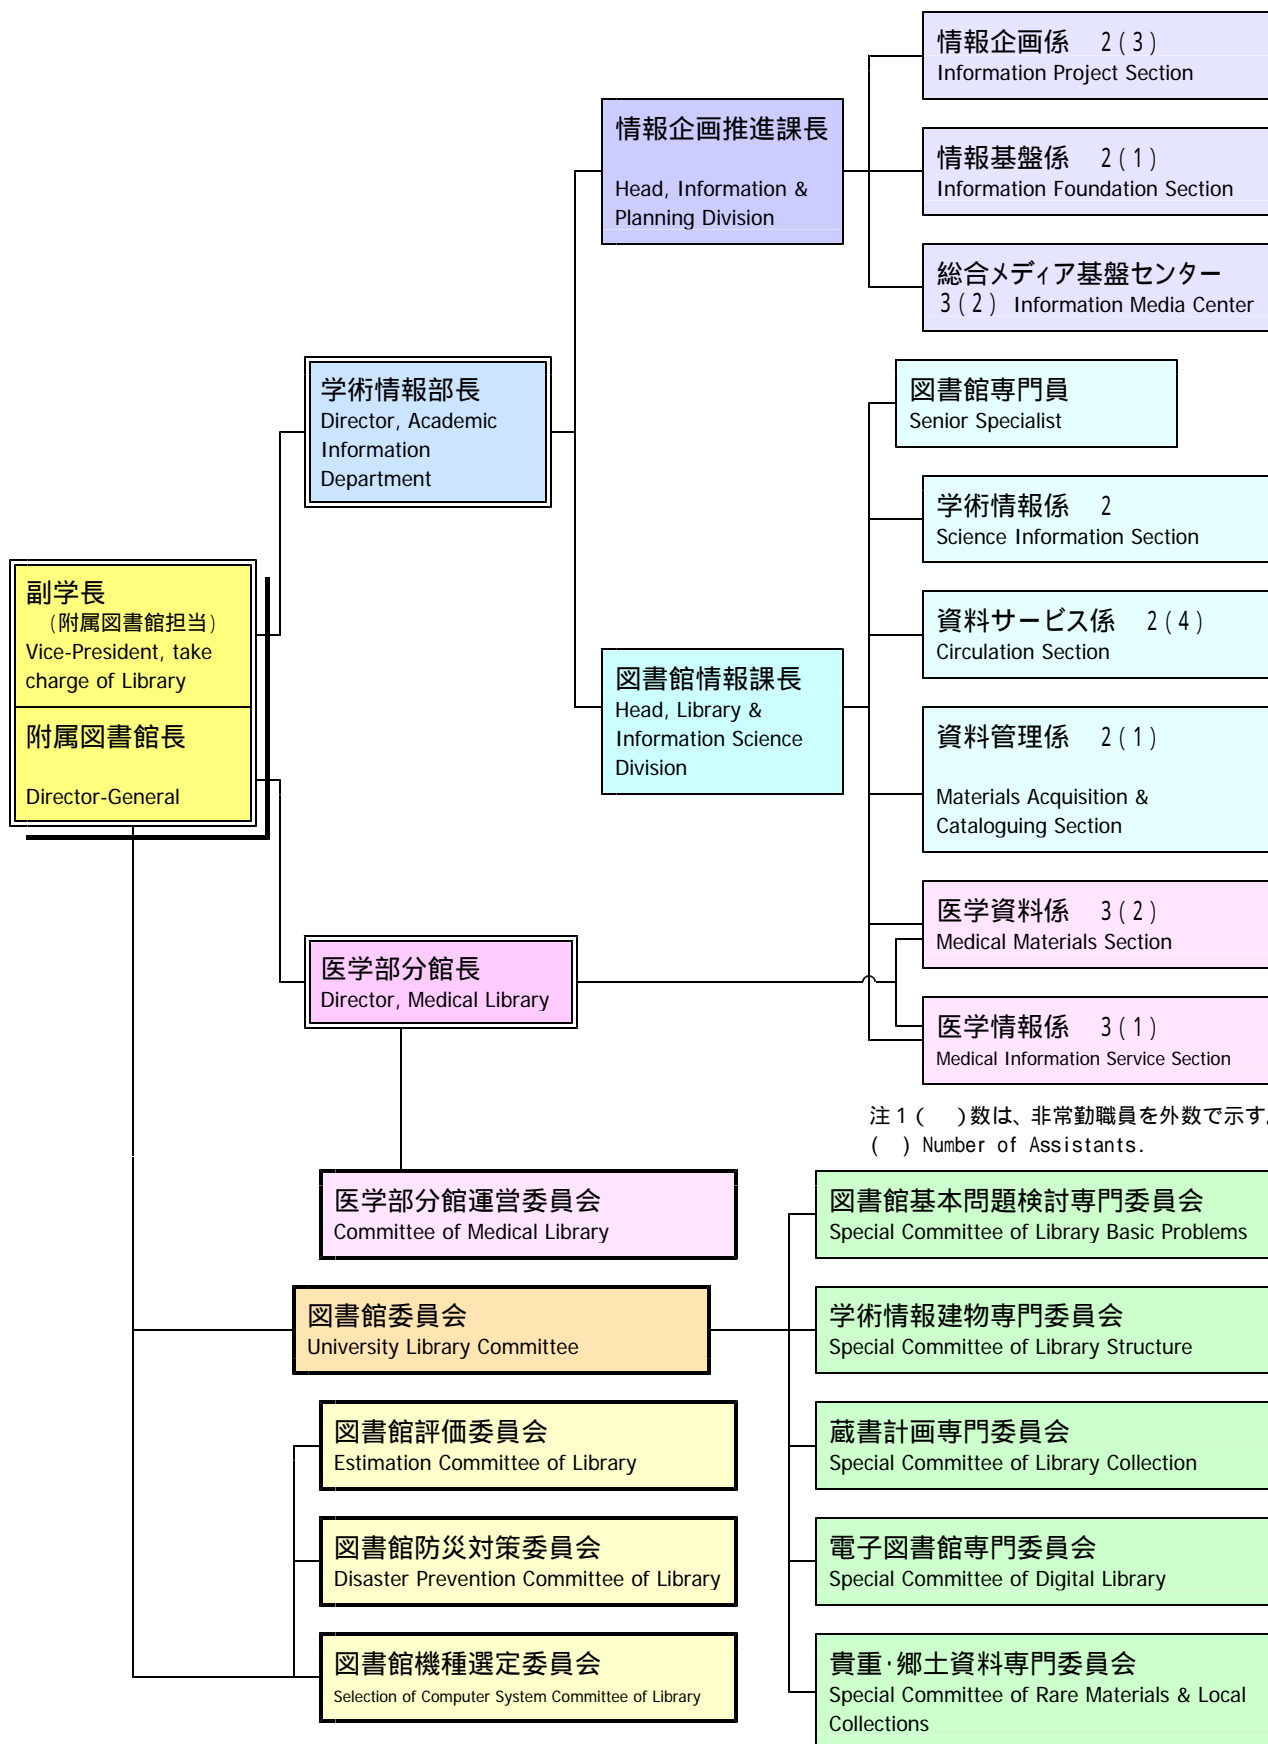 情報企画係 2(3)
Information Project Section
情報企画推進課長
Head, Information &
Planning Division
情報基盤係 2(1)
Information Foundation Section
総合メディア基盤センター
3(2) Information Media Center
学術情報部長
Director, Academic
Information
Department
図書館専門員
Senior Specialist
学術情報係 2
Science Information Section
副学長
(附属図書館担当)
Vice-President, take
charge of Library
附属図書館長
Director-General
資料サービス係 2(4)
Circulation Section
図書館情報課長
Head, Library &
Information Science
Division
資料管理係 2(1)
Materials Acquisition &
Cataloguing Section
医学資料係 3(2)
Medical Materials Section
医学部分館長
Director, Medical Library
医学情報係 3(1)
Medical Information Service Section
注1( )数は、非常勤職員を外数で示す。
( ) Number of Assistants.
医学部分館運営委員会
Committee of Medical Library
図書館基本問題検討専門委員会
Special Committee of Library Basic Problems
図書館委員会
University Library Committee
学術情報建物専門委員会
Special Committee of Library Structure
図書館評価委員会
Estimation Committee of Library
蔵書計画専門委員会
Special Committee of Library Collection
図書館防災対策委員会
Disaster Prevention Committee of Library
電子図書館専門委員会
Special Committee of Digital Library
図書館機種選定委員会
Selection of Computer System Committee of Library
貴重・郷土資料専門委員会
Special Committee of Rare Materials & Local
Collections